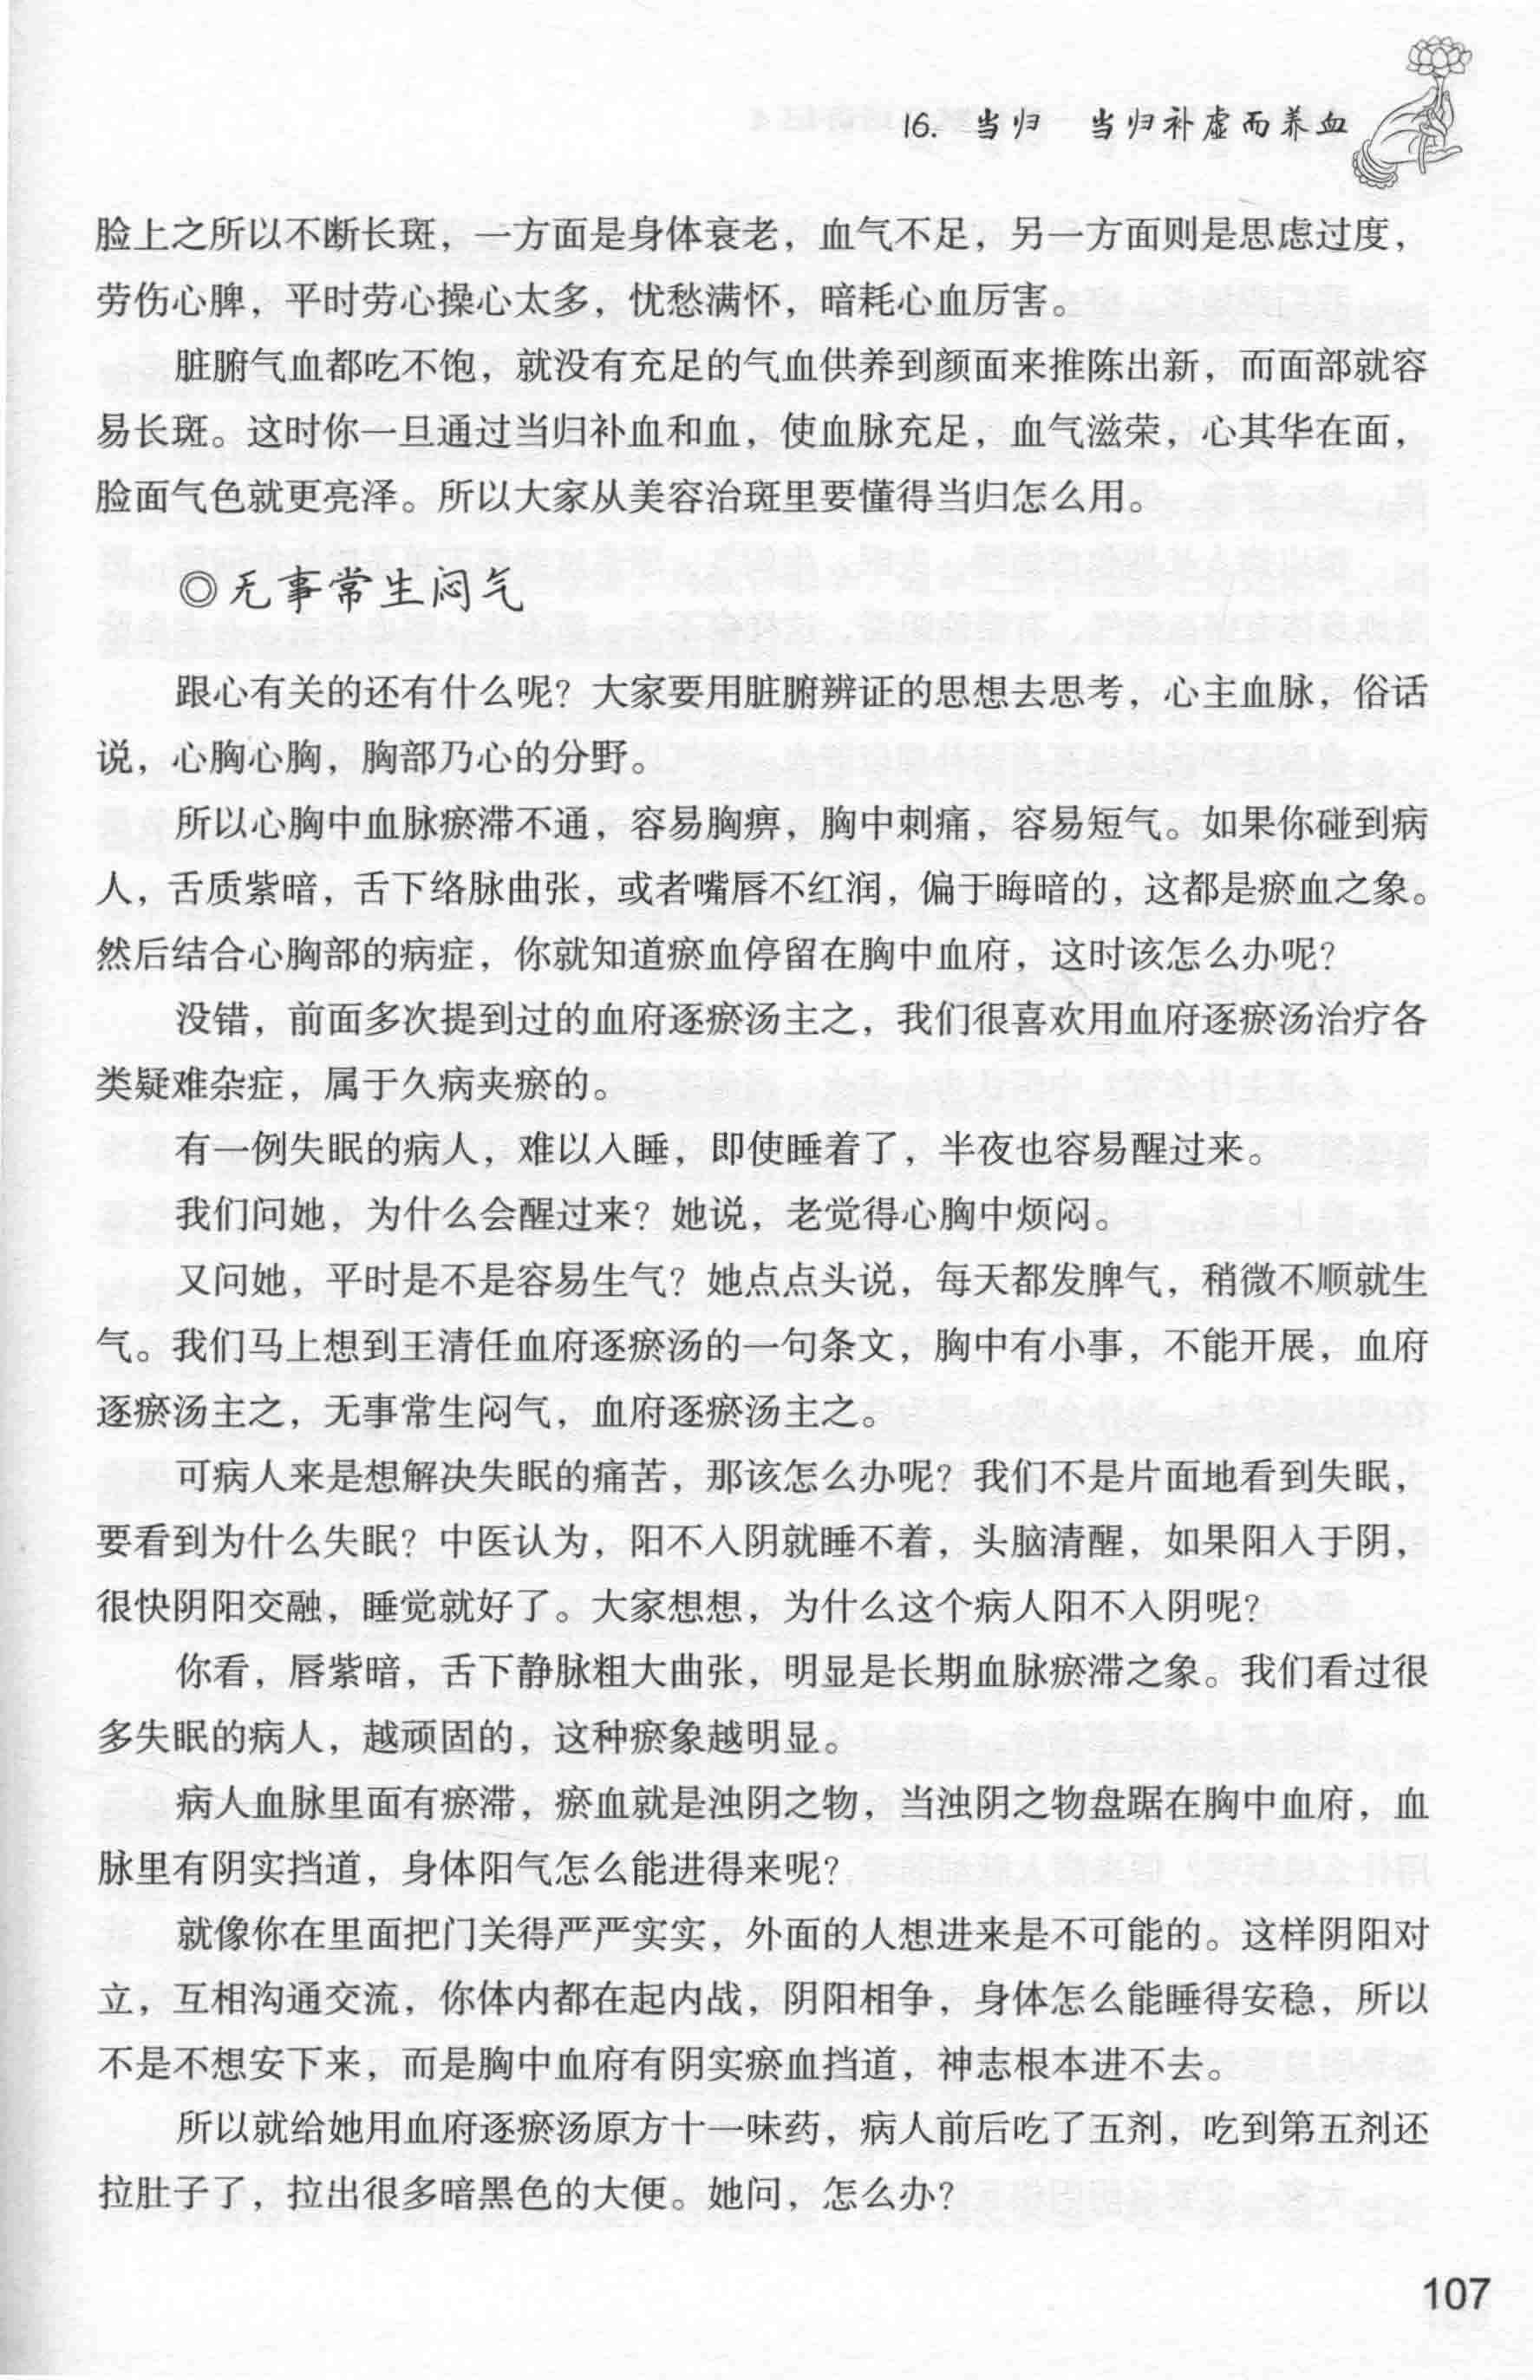 16. 当归　当归补虚而养血
脸上之所以不断长斑，一方面是身体衰老，血气不足，另一方面则是思虑过度，
劳伤心脾，平时劳心操心太多，忧愁满怀，暗耗心血厉害。
脏腑气血都吃不饱，就没有充足的气血供养到颜面来推陈出新，而面部就容
易长斑。这时你一旦通过当归补血和血，使血脉充足，血气滋荣，心其华在面，
脸面气色就更亮泽。所以大家从美容治斑里要懂得当归怎么用。
◎无事常生闷气
跟心有关的还有什么呢？大家要用脏腑辨证的思想去思考，心主血脉，俗话
说，心胸心胸，胸部乃心的分野。
所以心胸中血脉瘀滞不通，容易胸痹，胸中刺痛，容易短气。如果你碰到病
人，舌质紫暗，舌下络脉曲张，或者嘴唇不红润，偏于晦暗的，这都是瘀血之象。
然后结合心胸部的病症，你就知道瘀血停留在胸中血府，这时该怎么办呢？
没错，前面多次提到过的血府逐瘀汤主之，我们很喜欢用血府逐瘀汤治疗各
类疑难杂症，属于久病夹瘀的。
有一例失眠的病人，难以入睡，即使睡着了，半夜也容易醒过来。
我们问她，为什么会醒过来？她说，老觉得心胸中烦闷。
又问她，平时是不是容易生气？她点点头说，每天都发脾气，稍微不顺就生
气。我们马上想到王清任血府逐瘀汤的一句条文，胸中有小事，不能开展，血府
逐瘀汤主之，无事常生闷气，血府逐瘀汤主之。
可病人来是想解决失眠的痛苦，那该怎么办呢？我们不是片面地看到失眠，
要看到为什么失眠？中医认为，阳不入阴就睡不着，头脑清醒，如果阳入于阴，
很快阴阳交融，睡觉就好了。大家想想，为什么这个病人阳不入阴呢？
你看，唇紫暗，舌下静脉粗大曲张，明显是长期血脉瘀滞之象。我们看过很
多失眠的病人，越顽固的，这种瘀象越明显。
病人血脉里面有瘀滞，瘀血就是浊阴之物，当浊阴之物盘踞在胸中血府，血
脉里有阴实挡道，身体阳气怎么能进得来呢？
就像你在里面把门关得严严实实，外面的人想进来是不可能的。这样阴阳对
立，互相沟通交流，你体内都在起内战，阴阳相争，身体怎么能睡得安稳，所以
不是不想安下来，而是胸中血府有阴实瘀血挡道，神志根本进不去。
所以就给她用血府逐瘀汤原方十一味药，病人前后吃了五剂，吃到第五剂还
拉肚子了，拉出很多暗黑色的大便。她问，怎么办？
107